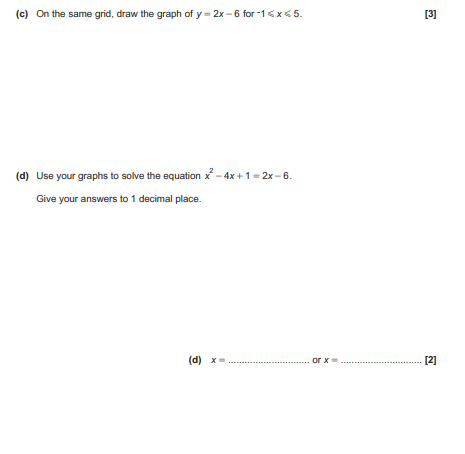 (c) On the same grid, draw the graph of y = 2x – 6 for ⁻1 ⩽ x ⩽ 5. [3]
(d) Use your graphs to solve the equation x² – 4x + 1 = 2x – 6.
Give your answers to 1 decimal place.
(d) x = .............................. or x = .............................. [2]